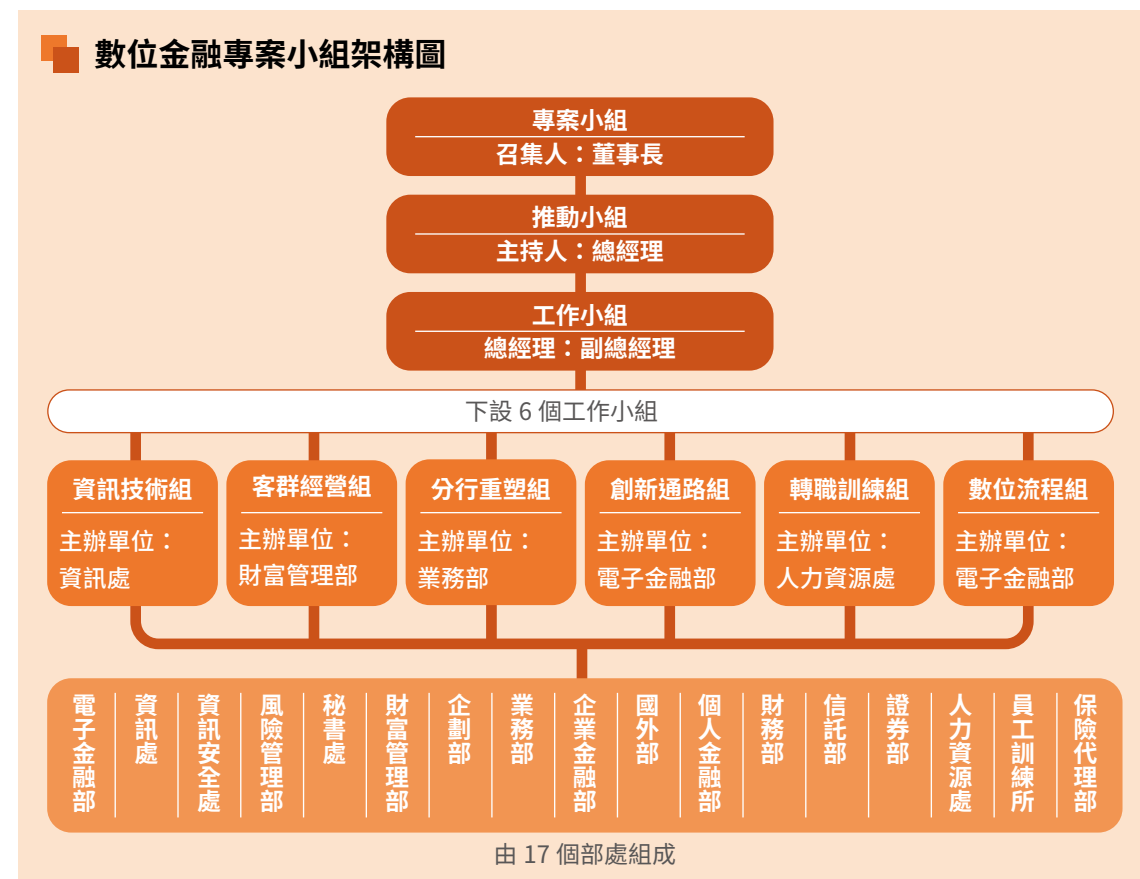 數位金融專案小組架構圖
專案小組
召集人：董事長
推動小組
主持人：總經理
工作小組
總經理：副總經理
下設 6 個工作小組
資訊技術組
主辦單位：
資訊處
客群經營組
主辦單位：
財富管理部
分行重塑組
主辦單位：
業務部
創新通路組
主辦單位：
電子金融部
轉職訓練組
主辦單位：
人力資源處
數位流程組
主辦單位：
電子金融部
電子金融部
資訊處
資訊安全處
風險管理部
秘書處
財富管理部
企劃部
業務部
企業金融部
國外部
個人金融部
財務部
信託部
證券部
人力資源處
員工訓練所
保險代理部
由 17 個部處組成